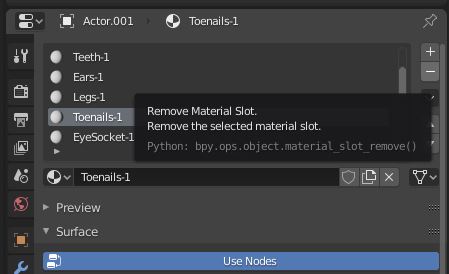 Actor.001 Toenails-1
Teeth-1
Ears-1
Legs-1
Toenails-1
EyeSocket-1
Remove Material Slot.
Remove the selected material slot.
Python: bpy.ops.object.material_slot_remove()
Toenails-1
Preview
Surface
Use Nodes